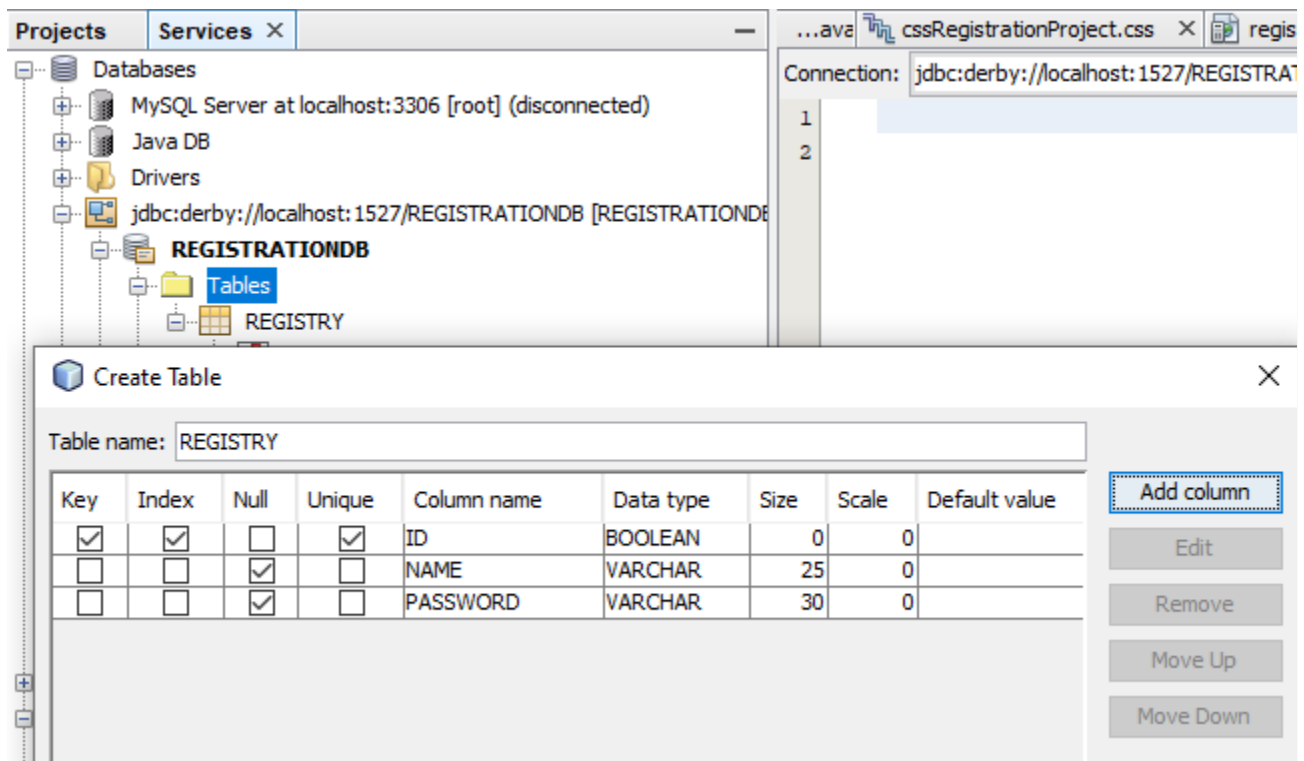 Projects Services ×
Databases
MySQL Server at localhost:3306 [root] (disconnected)
Java DB
Drivers
jdbc:derby://localhost:1527/REGISTRATIONDB [REGISTRATIONDB
REGISTRATIONDB
Tables
REGISTRY
...ava cssRegistrationProject.css × regis
Connection: jdbc:derby://localhost:1527/REGISTRAT
1
2
Create Table
Table name: REGISTRY
Key Index Null Unique Column name Data type Size Scale Default value
ID BOOLEAN 0 0
NAME VARCHAR 25 0
PASSWORD VARCHAR 30 0
Add column
Edit
Remove
Move Up
Move Down